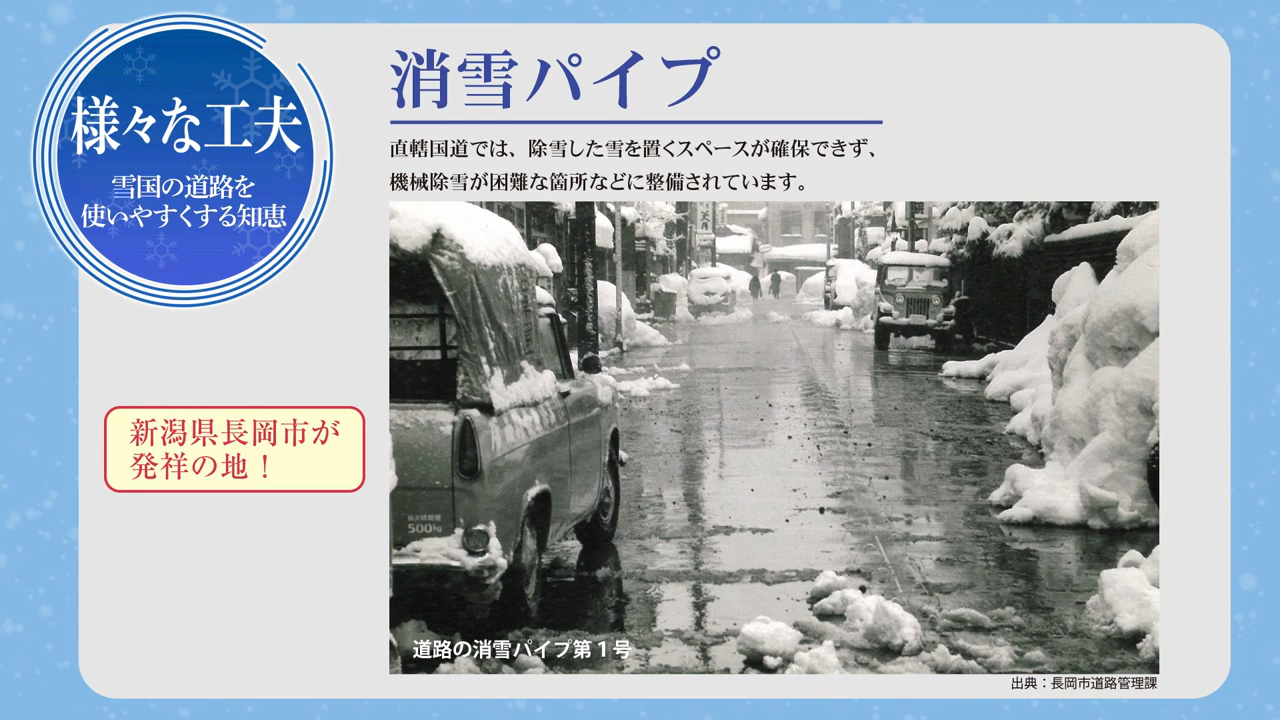 様々な工夫
雪国の道路を
使いやすくする知恵
消雪パイプ
直轄国道では、除雪した雪を置くスペースが確保できず、
機械除雪が困難な箇所などに整備されています。
新潟県長岡市が
発祥の地！
500kg
道路の消雪パイプ第１号
出典：長岡市道路管理課